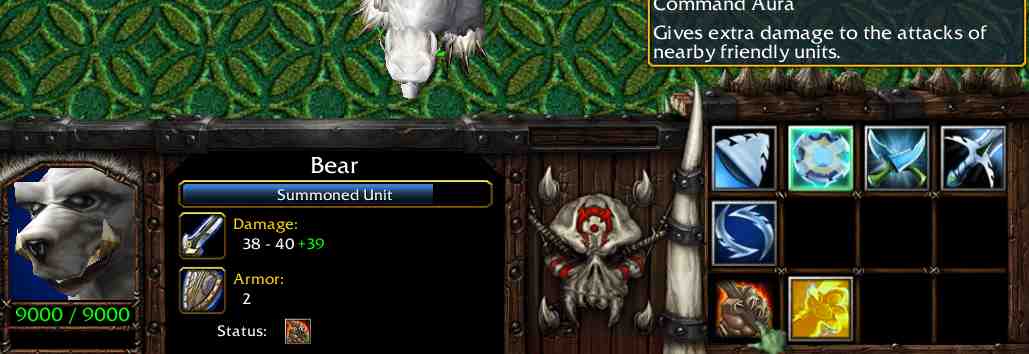 Command Aura
Gives extra damage to the attacks of
nearby friendly units.
Bear
Summoned Unit
Damage:
38 - 40 +39
Armor:
2
9000 / 9000
Status: